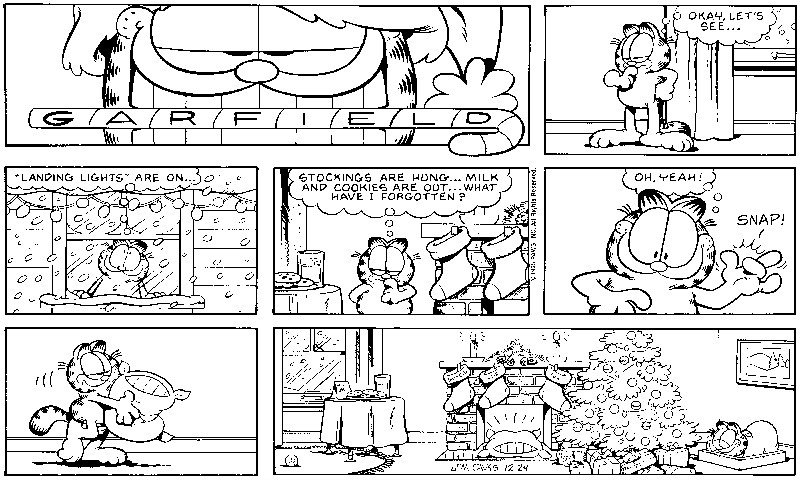 GARFIELD
OKAY, LET'S
SEE...
"LANDING LIGHTS" ARE ON...
STOCKINGS ARE HUNG... MILK
AND COOKIES ARE OUT... WHAT
HAVE I FORGOTTEN?
OH, YEAH!
SNAP!
JIM DAVIS 12-24